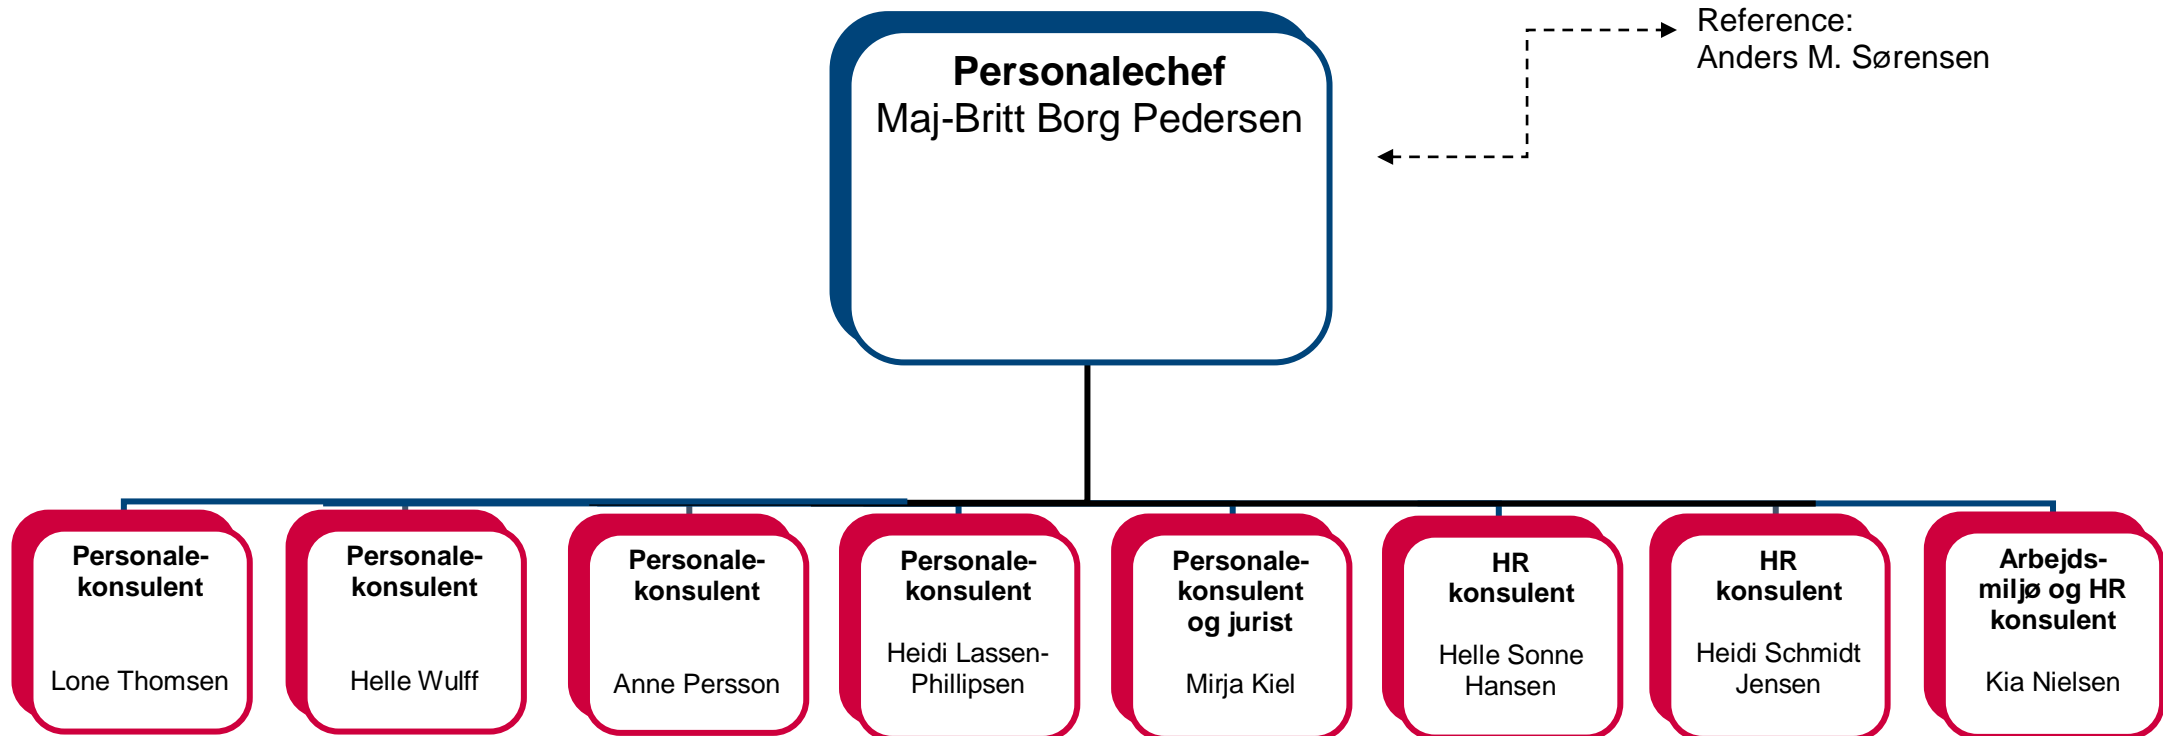 Reference:
Anders M. Sørensen
Personalechef
Maj-Britt Borg Pedersen
Personale-
konsulent
Lone Thomsen
Personale-
konsulent
Helle Wulff
Personale-
konsulent
Anne Persson
Personale-
konsulent
Heidi Lassen-
Phillipsen
Personale-
konsulent
og jurist
Mirja Kiel
HR
konsulent
Helle Sonne
Hansen
HR
konsulent
Heidi Schmidt
Jensen
Arbejds-
miljø og HR
konsulent
Kia Nielsen